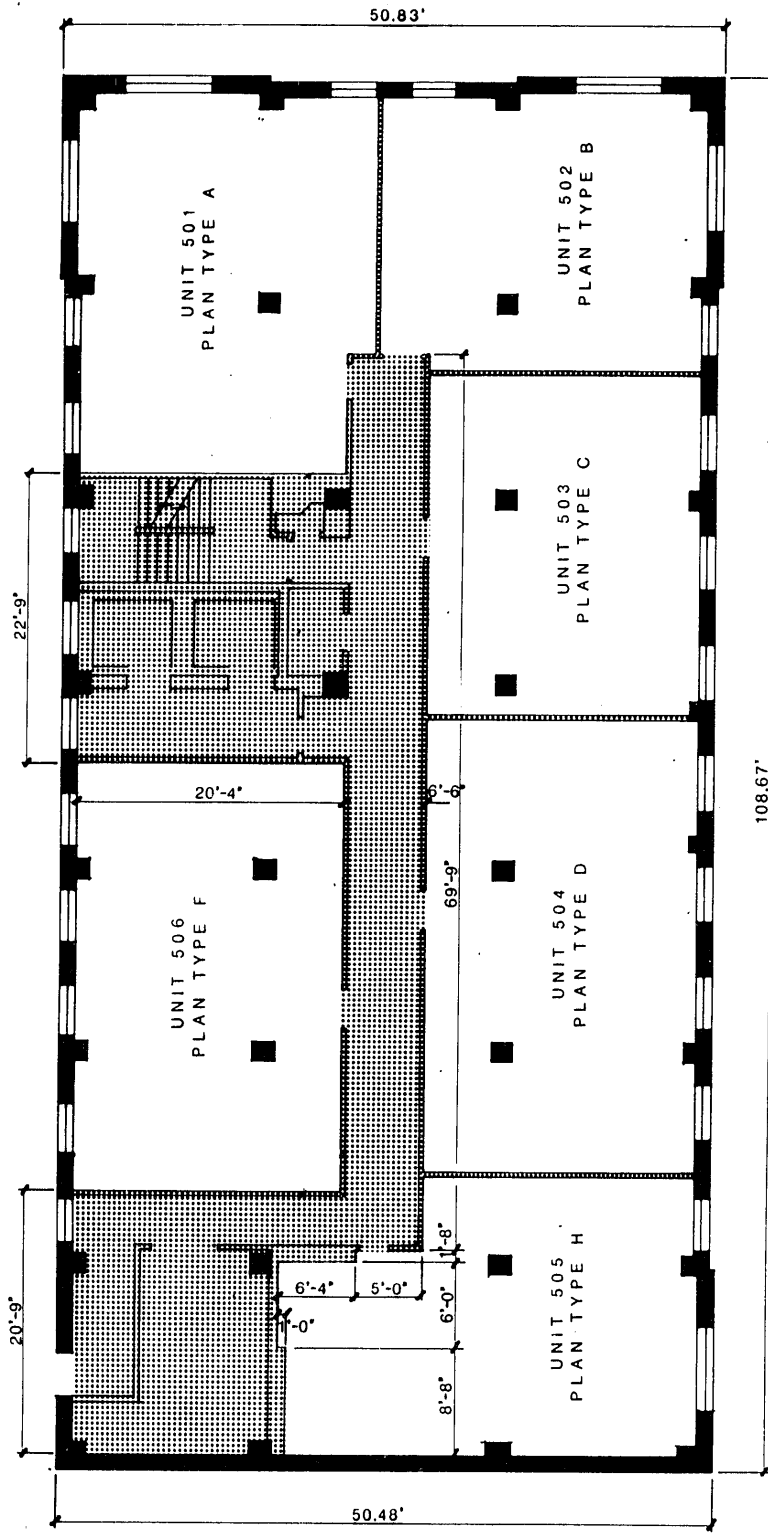 50.83'
UNIT 501
PLAN TYPE A
UNIT 502
PLAN TYPE B
UNIT 503
PLAN TYPE C
22'-9"
20'-4"
6'-6"
69'-9"
108.67'
UNIT 506
PLAN TYPE F
UNIT 504
PLAN TYPE D
20'-9"
1'-8"
6'-4"
5'-0"
6'-0"
1'-0"
8'-8"
UNIT 505
PLAN TYPE H
50.48'